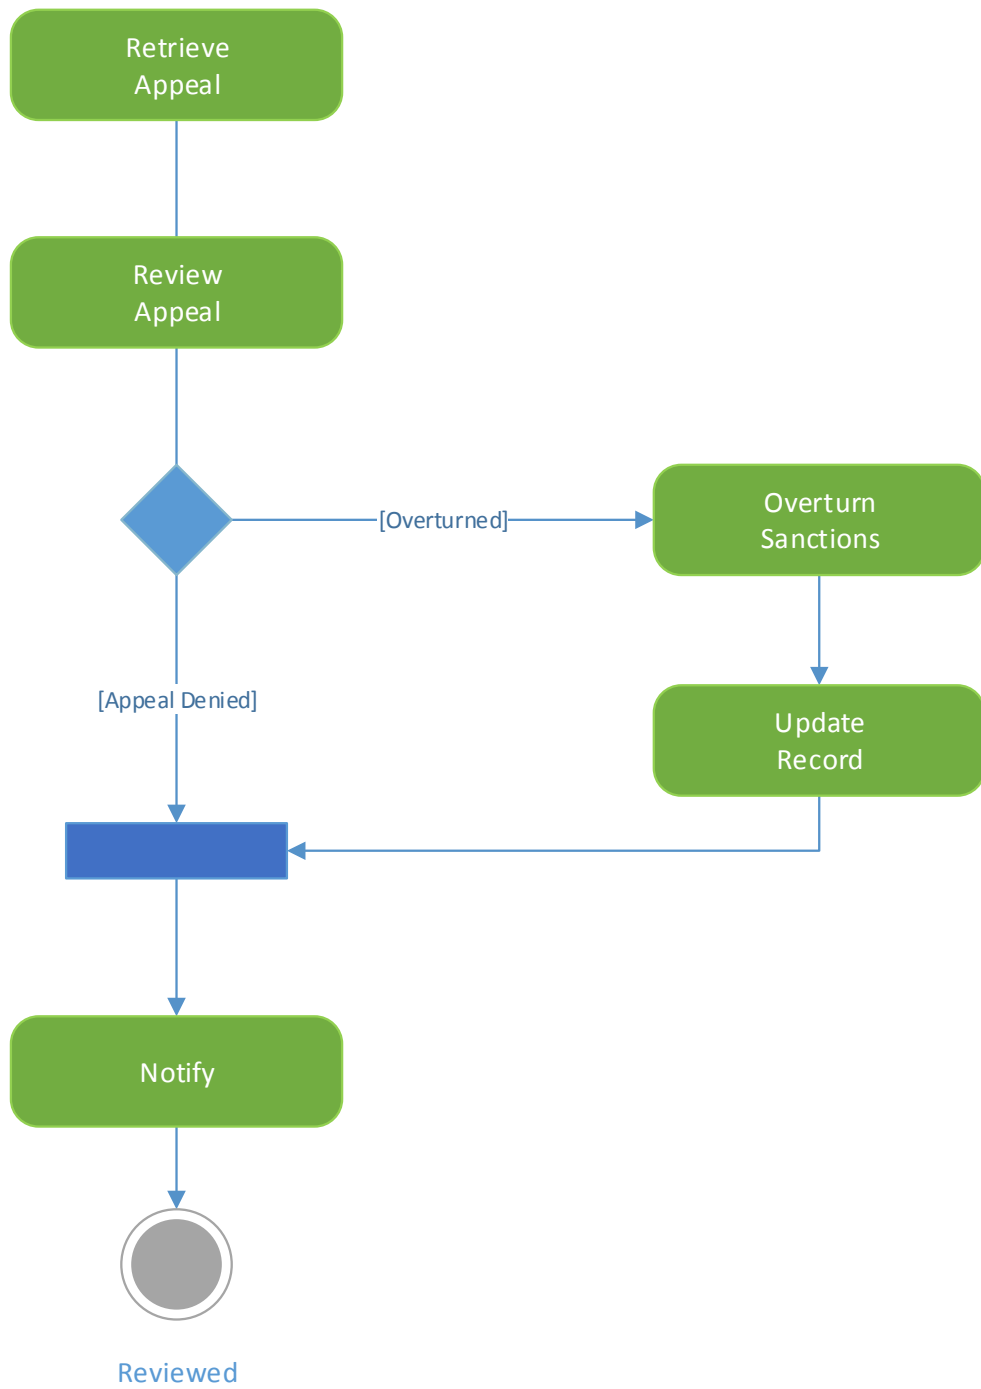 Retrieve
Appeal
Review
Appeal
[Overturned]
Overturn
Sanctions
[Appeal Denied]
Update
Record
Notify
Reviewed